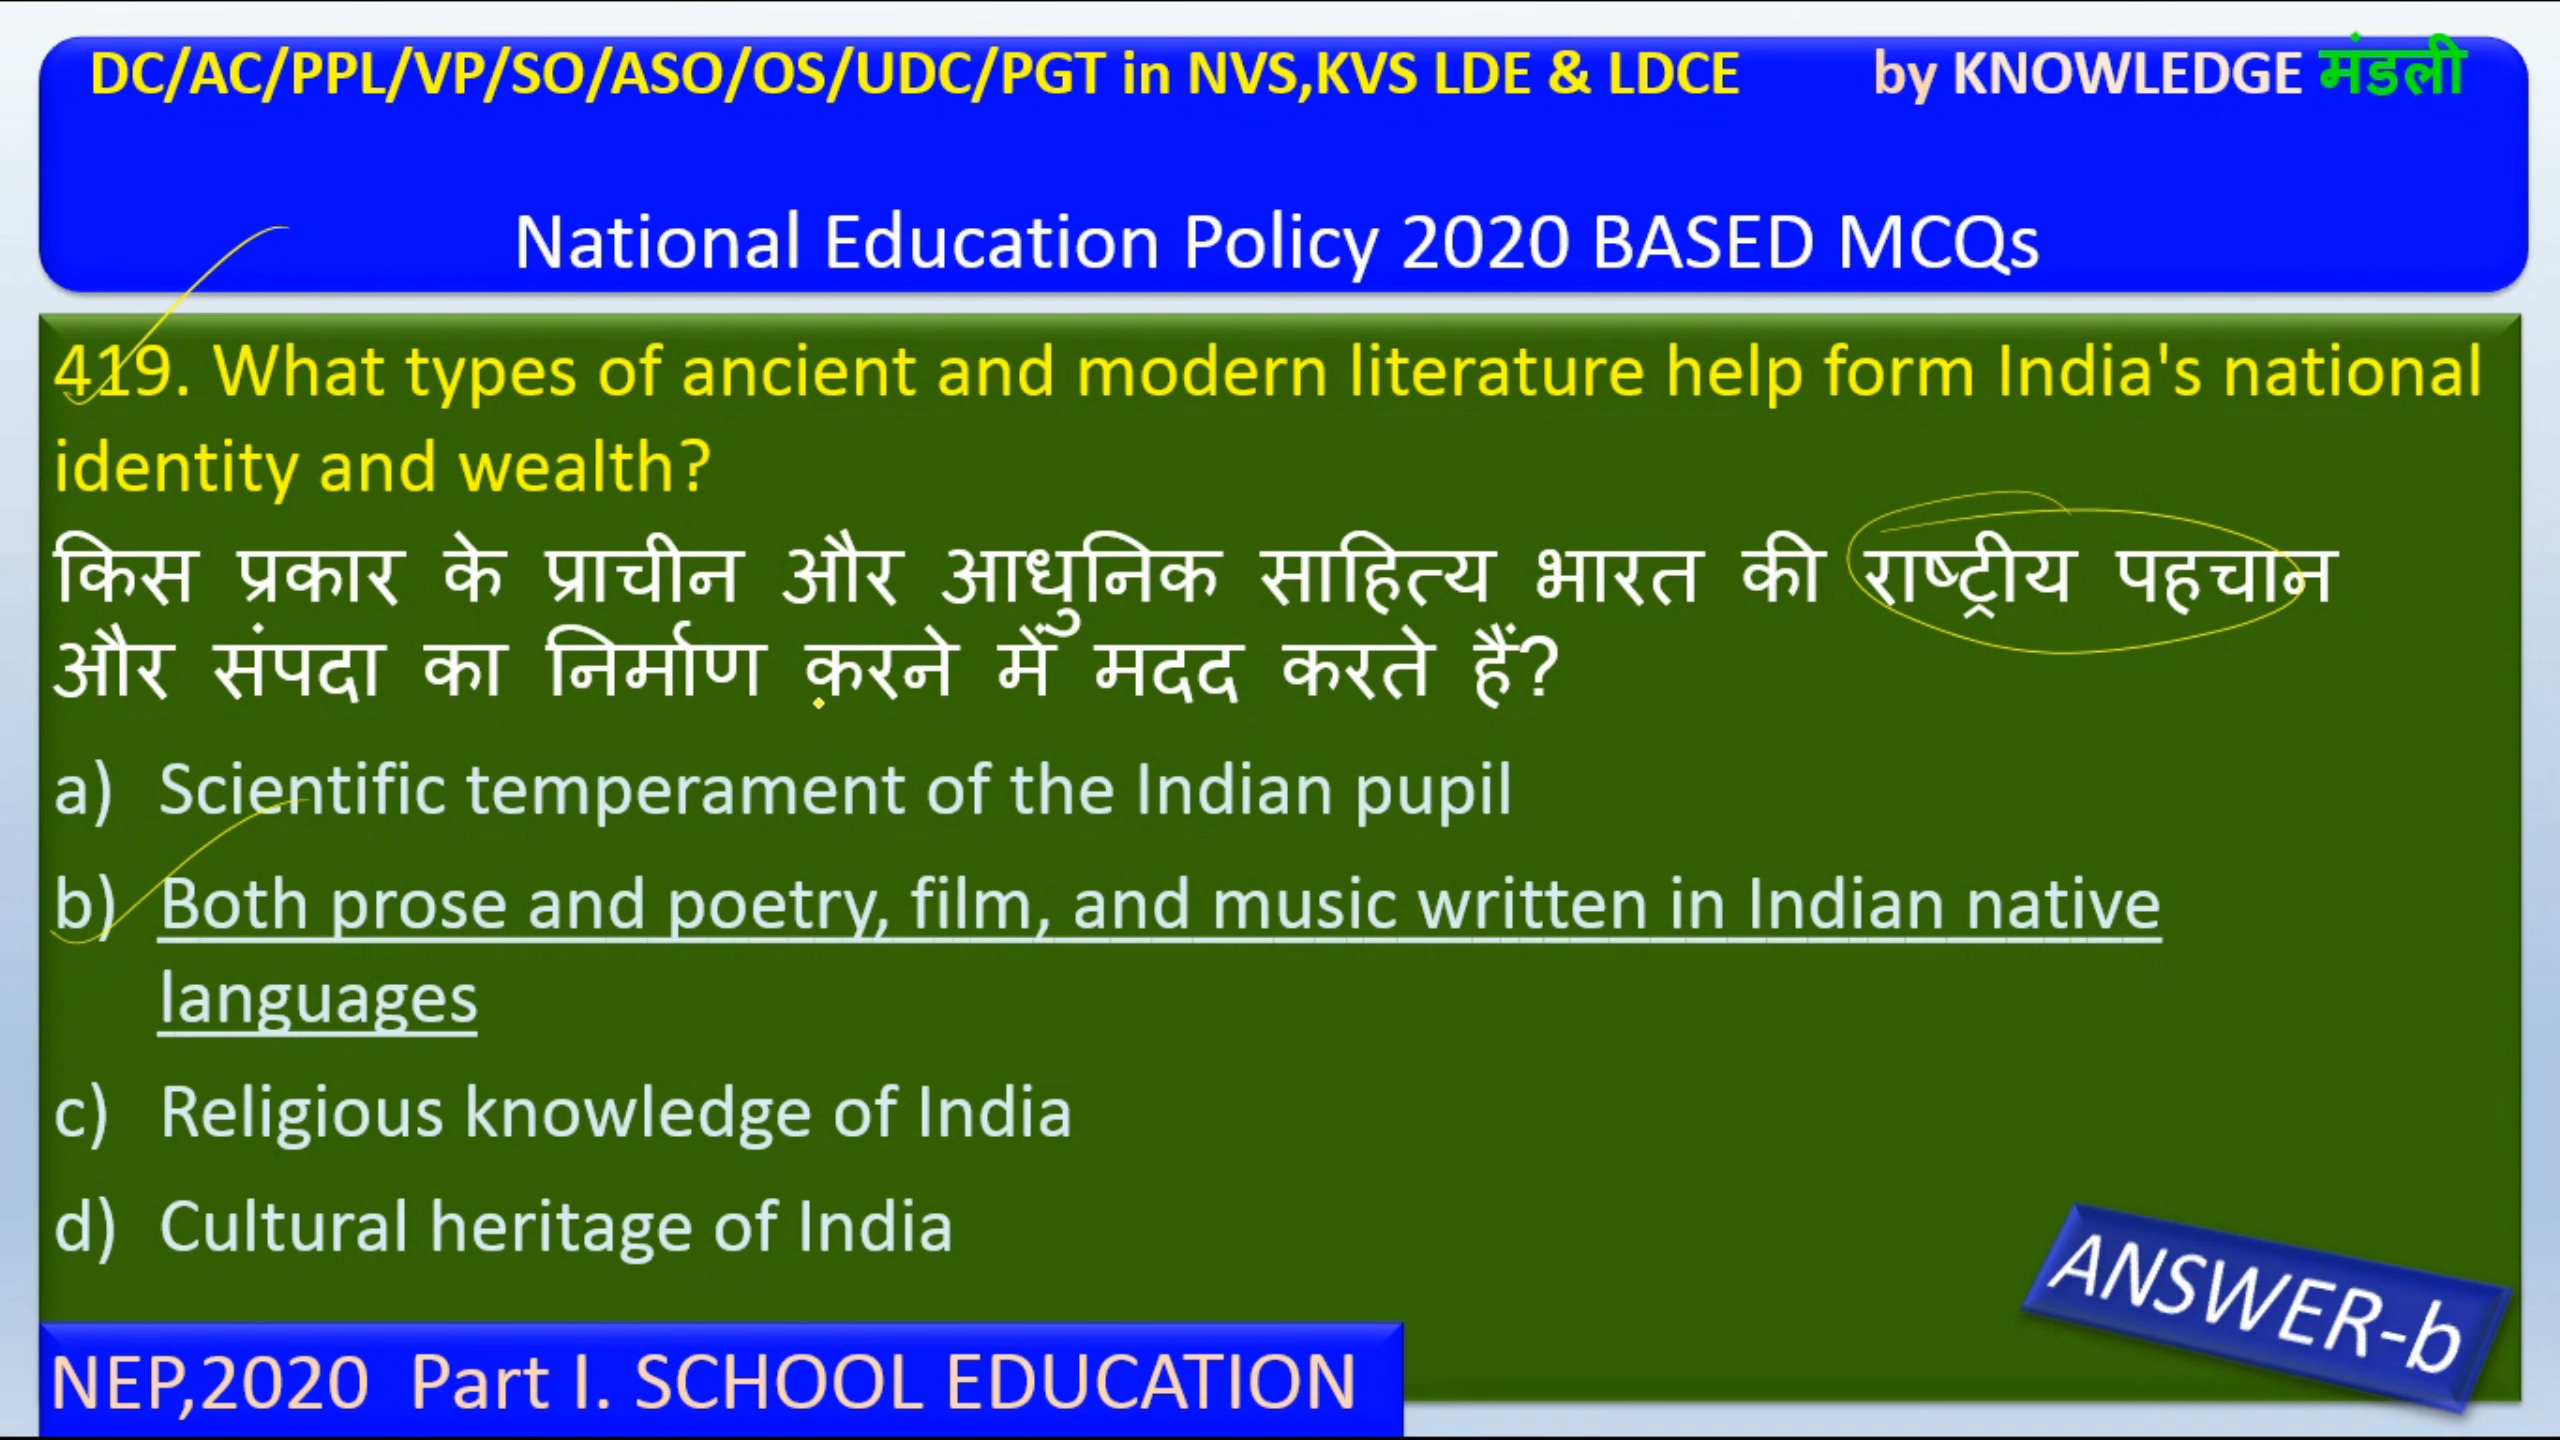 DC/AC/PPL/VP/SO/ASO/OS/UDC/PGT in NVS,KVS LDE & LDCE by KNOWLEDGE मंडली
National Education Policy 2020 BASED MCQs
419. What types of ancient and modern literature help form India's national
identity and wealth?
किस प्रकार के प्राचीन और आधुनिक साहित्य भारत की राष्ट्रीय पहचान
और संपदा का निर्माण करने में मदद करते हैं?
a) Scientific temperament of the Indian pupil
b) Both prose and poetry, film, and music written in Indian native
languages
c) Religious knowledge of India
d) Cultural heritage of India
ANSWER-b
NEP,2020 Part I. SCHOOL EDUCATION